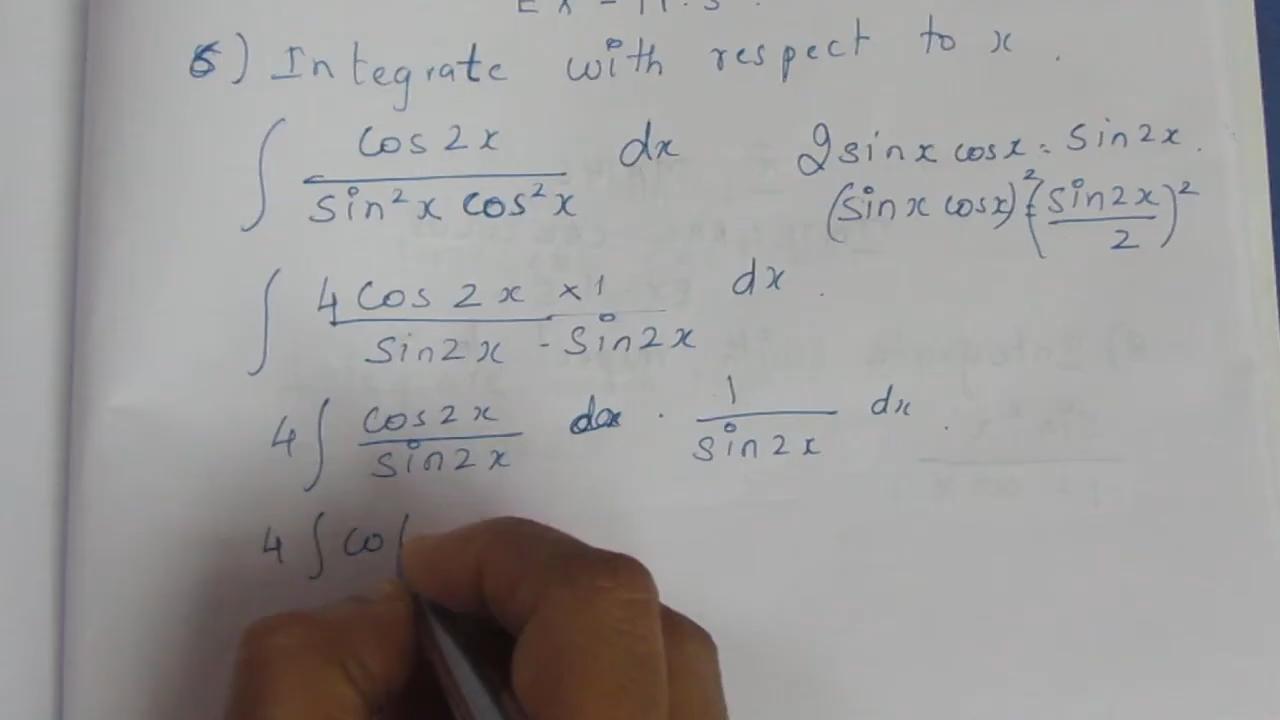 Ex - 11.5
6) Integrate with respect to x.
∫ cos 2x / sin²x cos²x dx
2 sin x cos x = sin 2x.
(sin x cos x)² = (sin 2x / 2)²
∫ 4 cos 2x × 1 / sin 2x - sin 2x dx.
4 ∫ cos 2x / sin 2x dx . 1 / sin 2x dx.
4 ∫ co